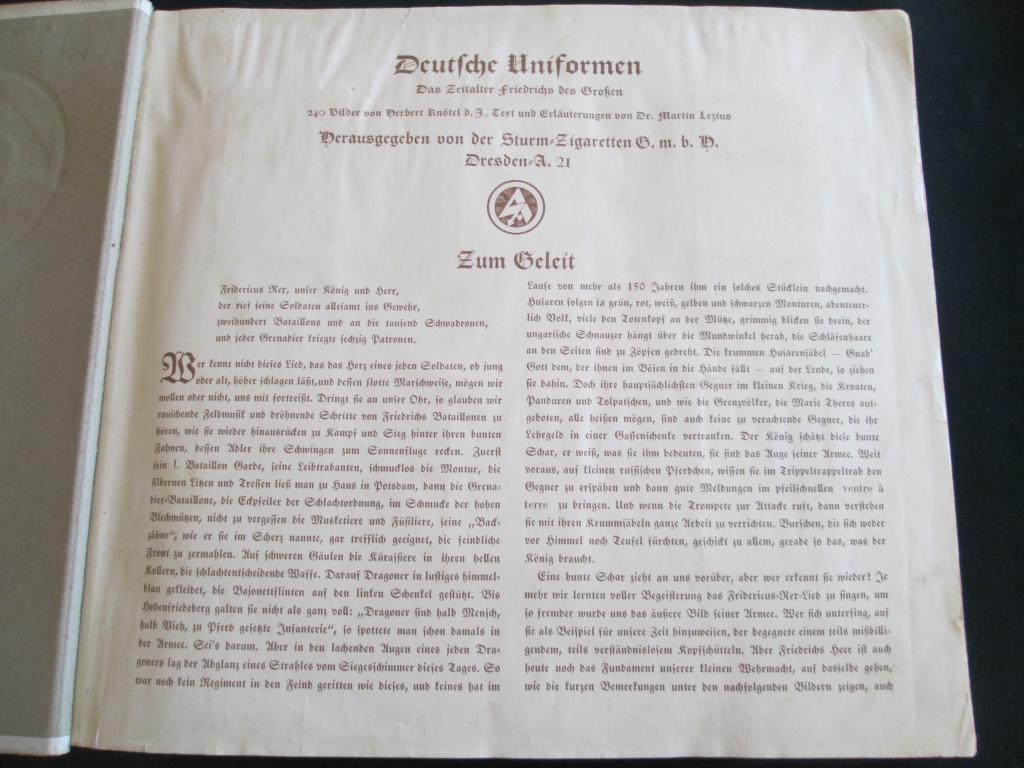 Deutsche Uniformen
Das Zeitalter Friedrichs des Großen
240 Bilder von Herbert Knötel d. J., Text und Erläuterungen von Dr. Martin Lezius
Herausgegeben von der Sturm-Zigaretten G. m. b. H.
Dresden-A. 21
Zum Geleit
Fridericus Rex, unser König und Herr,
der rief seine Soldaten allesamt ins Gewehr,
zweihundert Bataillons und an die tausend Schwadronen,
und jeder Grenadier kriegte sechzig Patronen.
Wer kennt nicht dieses Lied, das das Herz eines jeden Soldaten, ob jung
oder alt, höher schlagen läßt, und dessen flotte Marschweise, mögen wir
wollen oder nicht, uns mit fortreißt. Dringt sie an unser Ohr, so glauben wir
rauschende Feldmusik und dröhnende Schritte von Friedrichs Bataillonen zu
hören, wie sie wieder hinausrücken zu Kampf und Sieg hinter ihren bunten
Fahnen, dessen Adler ihre Schwingen zum Sonnenfluge recken. Zuerst
sein I. Bataillon Garde, seine Leibtrabanten, schmucklos die Montur, die
silbernen Litzen und Tressen ließ man zu Haus in Potsdam, dann die Grena-
dier-Bataillone, die Eckpfeiler der Schlachtordnung, im Schmucke der hohen
Blechmützen, nicht zu vergessen die Musketiere und Füsiliere, seine „Back-
zähne“, wie er sie im Scherz nannte, gar trefflich geeignet, die feindliche
Front zu zermahlen. Auf schweren Gäulen die Kürassiere in ihren hellen
Kollern, die schlachtentscheidende Waffe. Darauf Dragoner in lustiges himmel-
blau gekleidet, die Bajonettflinten auf den linken Schenkel gestützt. Bis
Hohenfriedeberg galten sie nicht als ganz voll: „Dragoner sind halb Mensch,
halb Vieh, zu Pferd gesetzte Infanterie“, so spottete man schon damals in
der Armee. Sei's darum. Aber in den lachenden Augen eines jeden Dra-
goners lag der Abglanz eines Strahles vom Siegesschimmer dieses Tages. So
war noch kein Regiment in den Feind geritten wie dieses, und keines hat im
Laufe von mehr als 150 Jahren ihm ein solches Stücklein nachgemacht.
Husaren folgen in grün, rot, weiß, gelben und schwarzen Monturen, abenteuer-
lich Volk, viele den Totenkopf an der Mütze, grimmig blicken sie drein, der
ungarische Schnauzer hängt über die Mundwinkel herab, die Schläfenhaare
an den Seiten sind zu Zöpfen gedreht. Die krummen Husarensäbel — Gnad'
Gott dem, der ihnen im Bösen in die Hände fällt — auf der Lende, so ziehen
sie dahin. Doch ihre hauptsächlichsten Gegner im kleinen Krieg, die Kroaten,
Panduren und Tolpatschen, und wie die Grenzvölker, die Marie Theres auf-
geboten, alle heißen mögen, sind auch keine zu verachtende Gegner, die ihr
Lehrgeld in einer Gassenschenke vertranken. Der König schätzt diese bunte
Schar, er weiß, was sie ihm bedeuten, sie sind das Auge seiner Armee. Weit
voraus, auf kleinen russischen Pferdchen, wissen sie im Trippeltrappeltrab den
Gegner zu erspähen und dann gute Meldungen im pfeilschnellen ventre à
terre zu bringen. Und wenn die Trompete zur Attacke ruft, dann verstehen
sie mit ihren Krummsäbeln ganze Arbeit zu verrichten. Burschen, die sich weder
vor Himmel noch Teufel fürchten, geschickt zu allem, gerade so das, was der
König braucht.
Eine bunte Schar zieht an uns vorüber, aber wer erkennt sie wieder? Je
mehr wir lernten voller Begeisterung das Fridericus-Rex-Lied zu singen, um
so fremder wurde uns das äußere Bild seiner Armee. Wer sich unterfing, auf
sie als Beispiel für unsere Zeit hinzuweisen, der begegnete einem teils mißbilli-
gendem, teils verständnislosem Kopfschütteln. Aber Friedrichs Heer ist auch
heute noch das Fundament unserer kleinen Wehrmacht, auf dasselbe gehen,
wie die kurzen Bemerkungen unter den nachfolgenden Bildern zeigen, auch